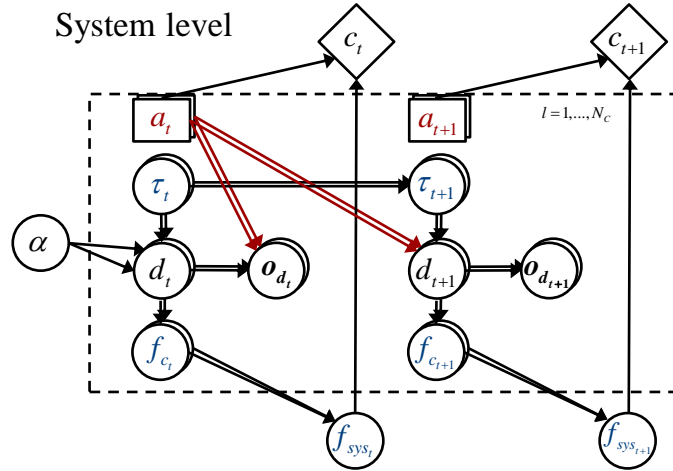 System level
c_t
c_{t+1}
a_t
a_{t+1}
l = 1,...,N_C
τ_t
τ_{t+1}
α
d_t
o_{d_t}
d_{t+1}
o_{d_{t+1}}
f_{c_t}
f_{c_{t+1}}
f_{sys_t}
f_{sys_{t+1}}